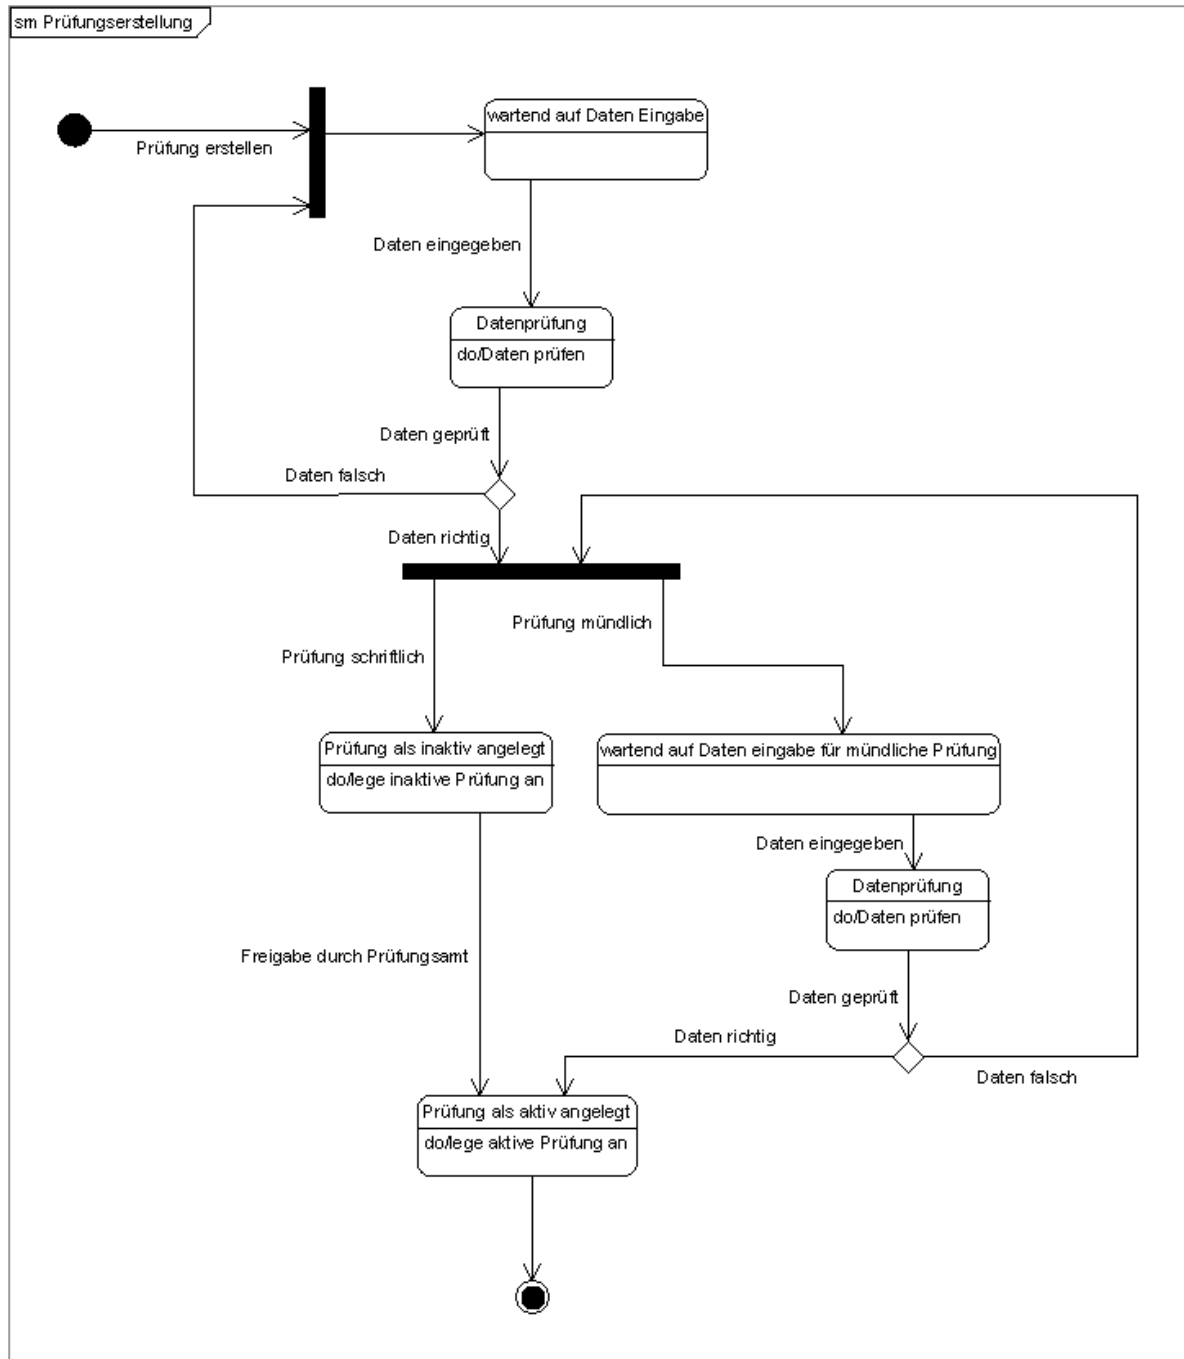 sm Prüfungserstellung
wartend auf Daten Eingabe
Prüfung erstellen
Daten eingegeben
Datenprüfung
do/Daten prüfen
Daten geprüft
Daten falsch
Daten richtig
Prüfung mündlich
Prüfung schriftlich
Prüfung als inaktiv angelegt
do/lege inaktive Prüfung an
wartend auf Daten eingabe für mündliche Prüfung
Daten eingegeben
Datenprüfung
do/Daten prüfen
Freigabe durch Prüfungsamt
Daten geprüft
Daten richtig
Daten falsch
Prüfung als aktiv angelegt
do/lege aktive Prüfung an